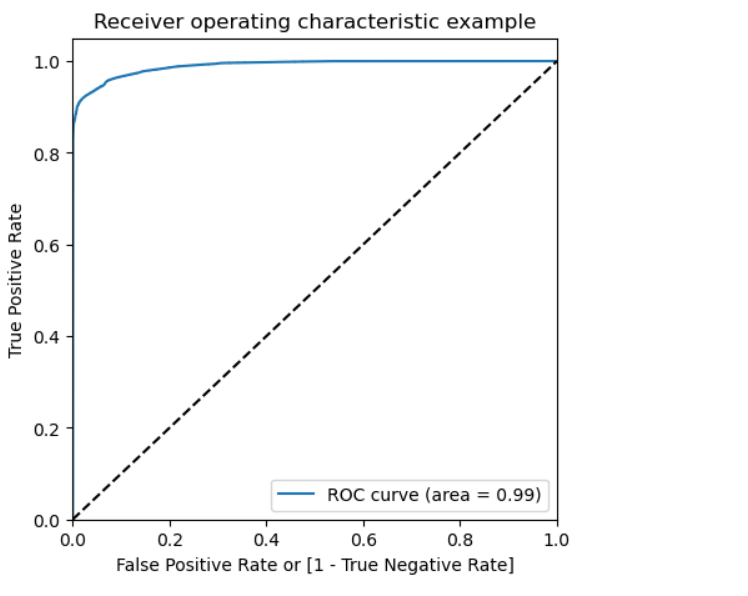 Receiver operating characteristic example
1.0
0.8
0.6
0.4
0.2
0.0
True Positive Rate
ROC curve (area = 0.99)
0.0 0.2 0.4 0.6 0.8 1.0
False Positive Rate or [1 - True Negative Rate]